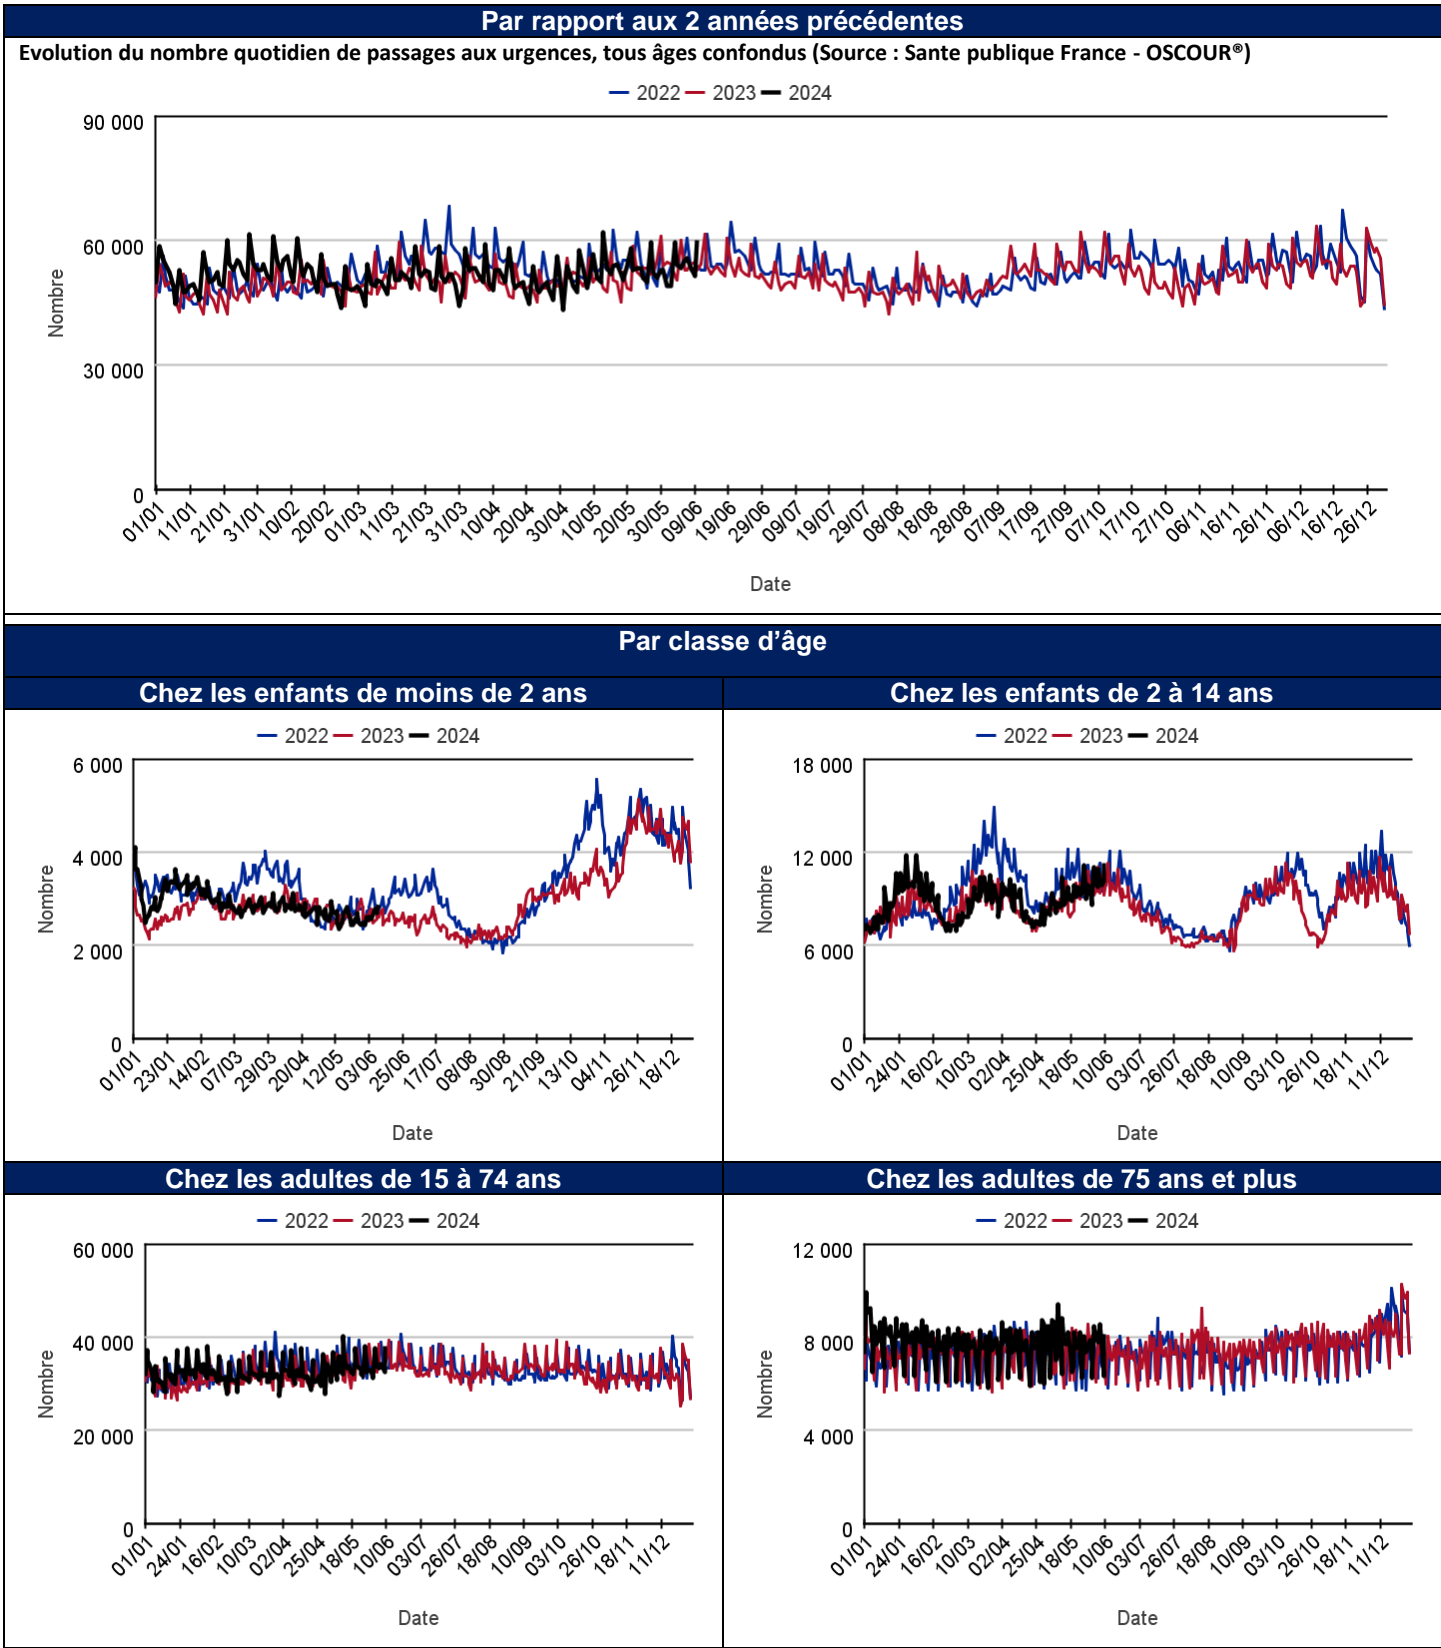 Par rapport aux 2 années précédentes
Evolution du nombre quotidien de passages aux urgences, tous âges confondus (Source : Sante publique France - OSCOUR®)
2022 2023 2024
90 000
60 000
30 000
0
Nombre
01/01 11/01 21/01 31/01 10/02 20/02 01/03 11/03 21/03 31/03 10/04 20/04 30/04 10/05 20/05 30/05 09/06 19/06 29/06 09/07 19/07 29/07 08/08 18/08 28/08 07/09 17/09 27/09 07/10 17/10 27/10 06/11 16/11 26/11 06/12 16/12 26/12
Date
Par classe d'âge
Chez les enfants de moins de 2 ans
2022 2023 2024
6 000
4 000
2 000
0
Nombre
01/01 23/01 14/02 07/03 29/03 20/04 12/05 03/06 25/06 17/07 08/08 30/08 21/09 13/10 04/11 26/11 18/12
Date
Chez les enfants de 2 à 14 ans
2022 2023 2024
18 000
12 000
6 000
0
Nombre
01/01 24/01 16/02 10/03 02/04 25/04 18/05 10/06 03/07 26/07 18/08 10/09 03/10 26/10 18/11 11/12
Date
Chez les adultes de 15 à 74 ans
2022 2023 2024
60 000
40 000
20 000
0
Nombre
01/01 24/01 16/02 10/03 02/04 25/04 18/05 10/06 03/07 26/07 18/08 10/09 03/10 26/10 18/11 11/12
Date
Chez les adultes de 75 ans et plus
2022 2023 2024
12 000
8 000
4 000
0
Nombre
01/01 24/01 16/02 10/03 02/04 25/04 18/05 10/06 03/07 26/07 18/08 10/09 03/10 26/10 18/11 11/12
Date